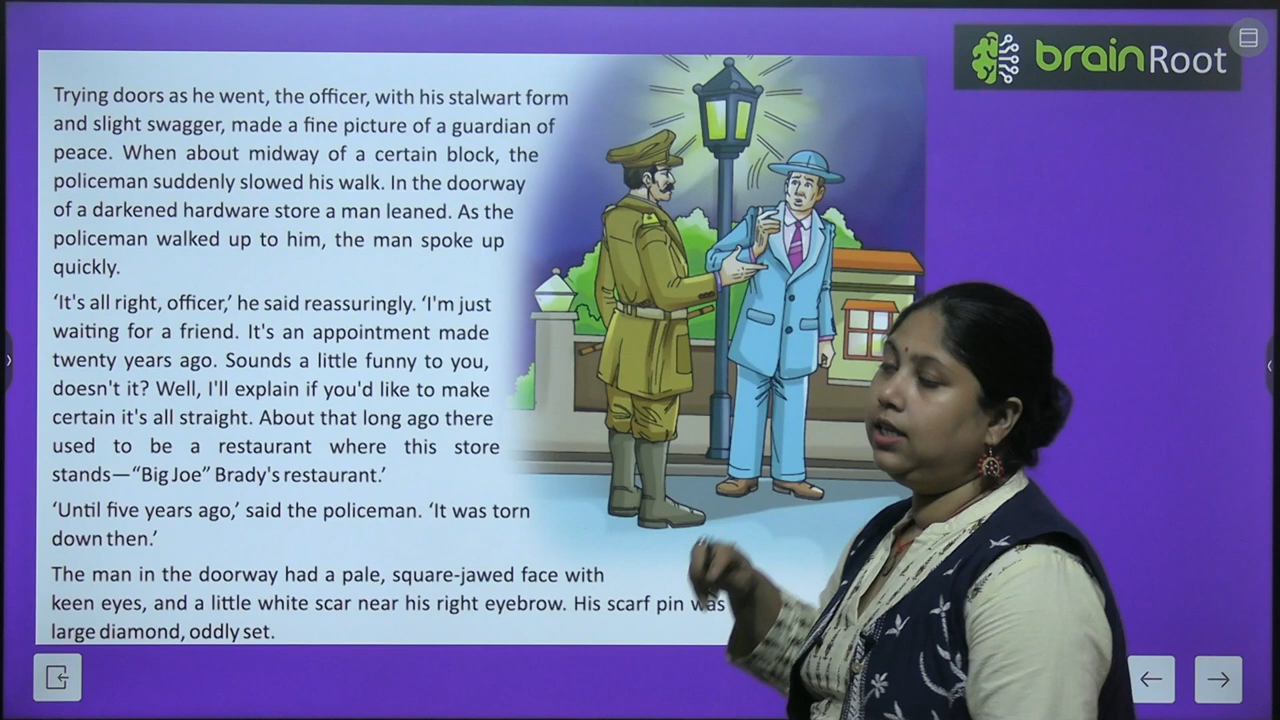 brainRoot
Trying doors as he went, the officer, with his stalwart form
and slight swagger, made a fine picture of a guardian of
peace. When about midway of a certain block, the
policeman suddenly slowed his walk. In the doorway
of a darkened hardware store a man leaned. As the
policeman walked up to him, the man spoke up
quickly.
‘It's all right, officer,’ he said reassuringly. ‘I'm just
waiting for a friend. It's an appointment made
twenty years ago. Sounds a little funny to you,
doesn't it? Well, I'll explain if you'd like to make
certain it's all straight. About that long ago there
used to be a restaurant where this store
stands—“Big Joe” Brady's restaurant.’
‘Until five years ago,’ said the policeman. ‘It was torn
down then.’
The man in the doorway had a pale, square-jawed face with
keen eyes, and a little white scar near his right eyebrow. His scarf pin was
large diamond, oddly set.